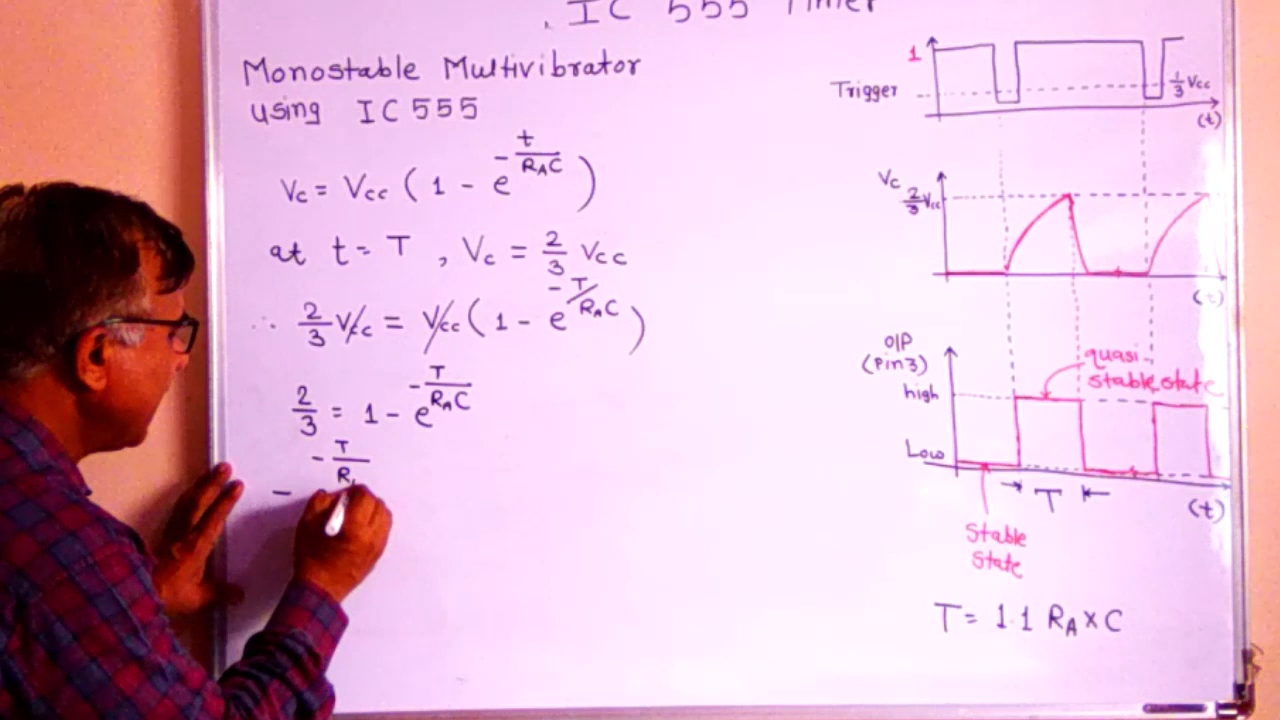 . IC 555 Timer
Monostable Multivibrator
using IC 555
Vc = Vcc ( 1 - e^{-t/R_A C} )
at t = T , Vc = 2/3 Vcc
∴ 2/3 Vcc = Vcc ( 1 - e^{-T/R_A C} )
2/3 = 1 - e^{-T/R_A C}
- -T/R
1
Trigger
1/3 Vcc
(t)
Vc
2/3 Vcc
(t)
O/P
(Pin 3)
high
Low
quasi -
stable state
T
(t)
Stable
State
T = 1.1 R_A × C